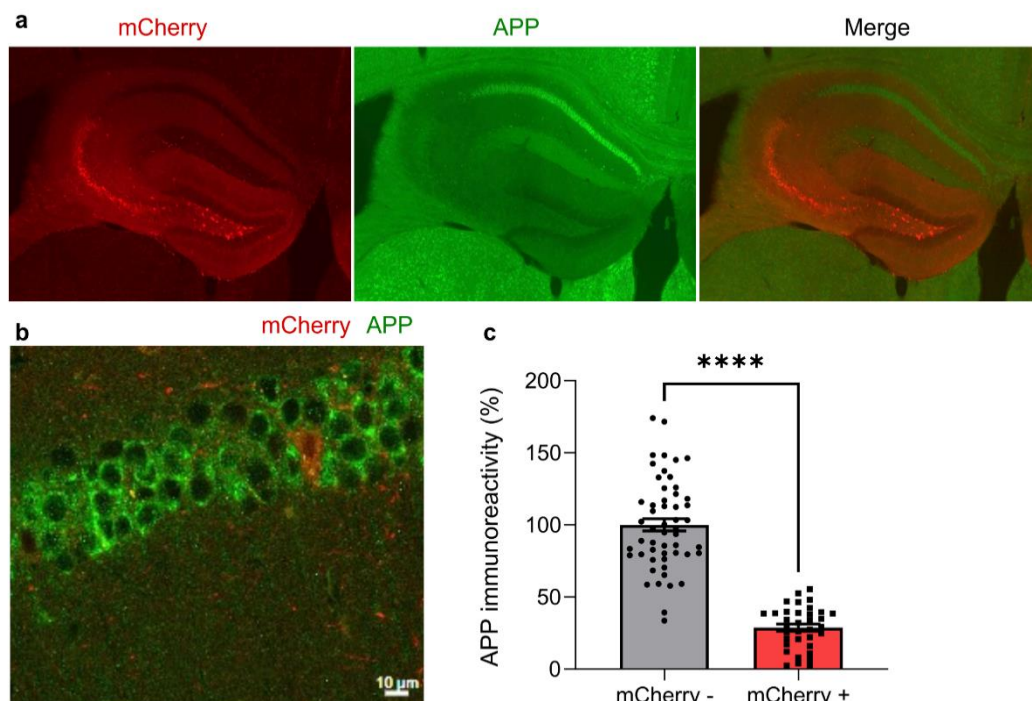 a
mCherry APP Merge
b
mCherry APP
10 µm
c
****
APP immunoreactivity (%)
200
150
100
50
0
mCherry - mCherry +